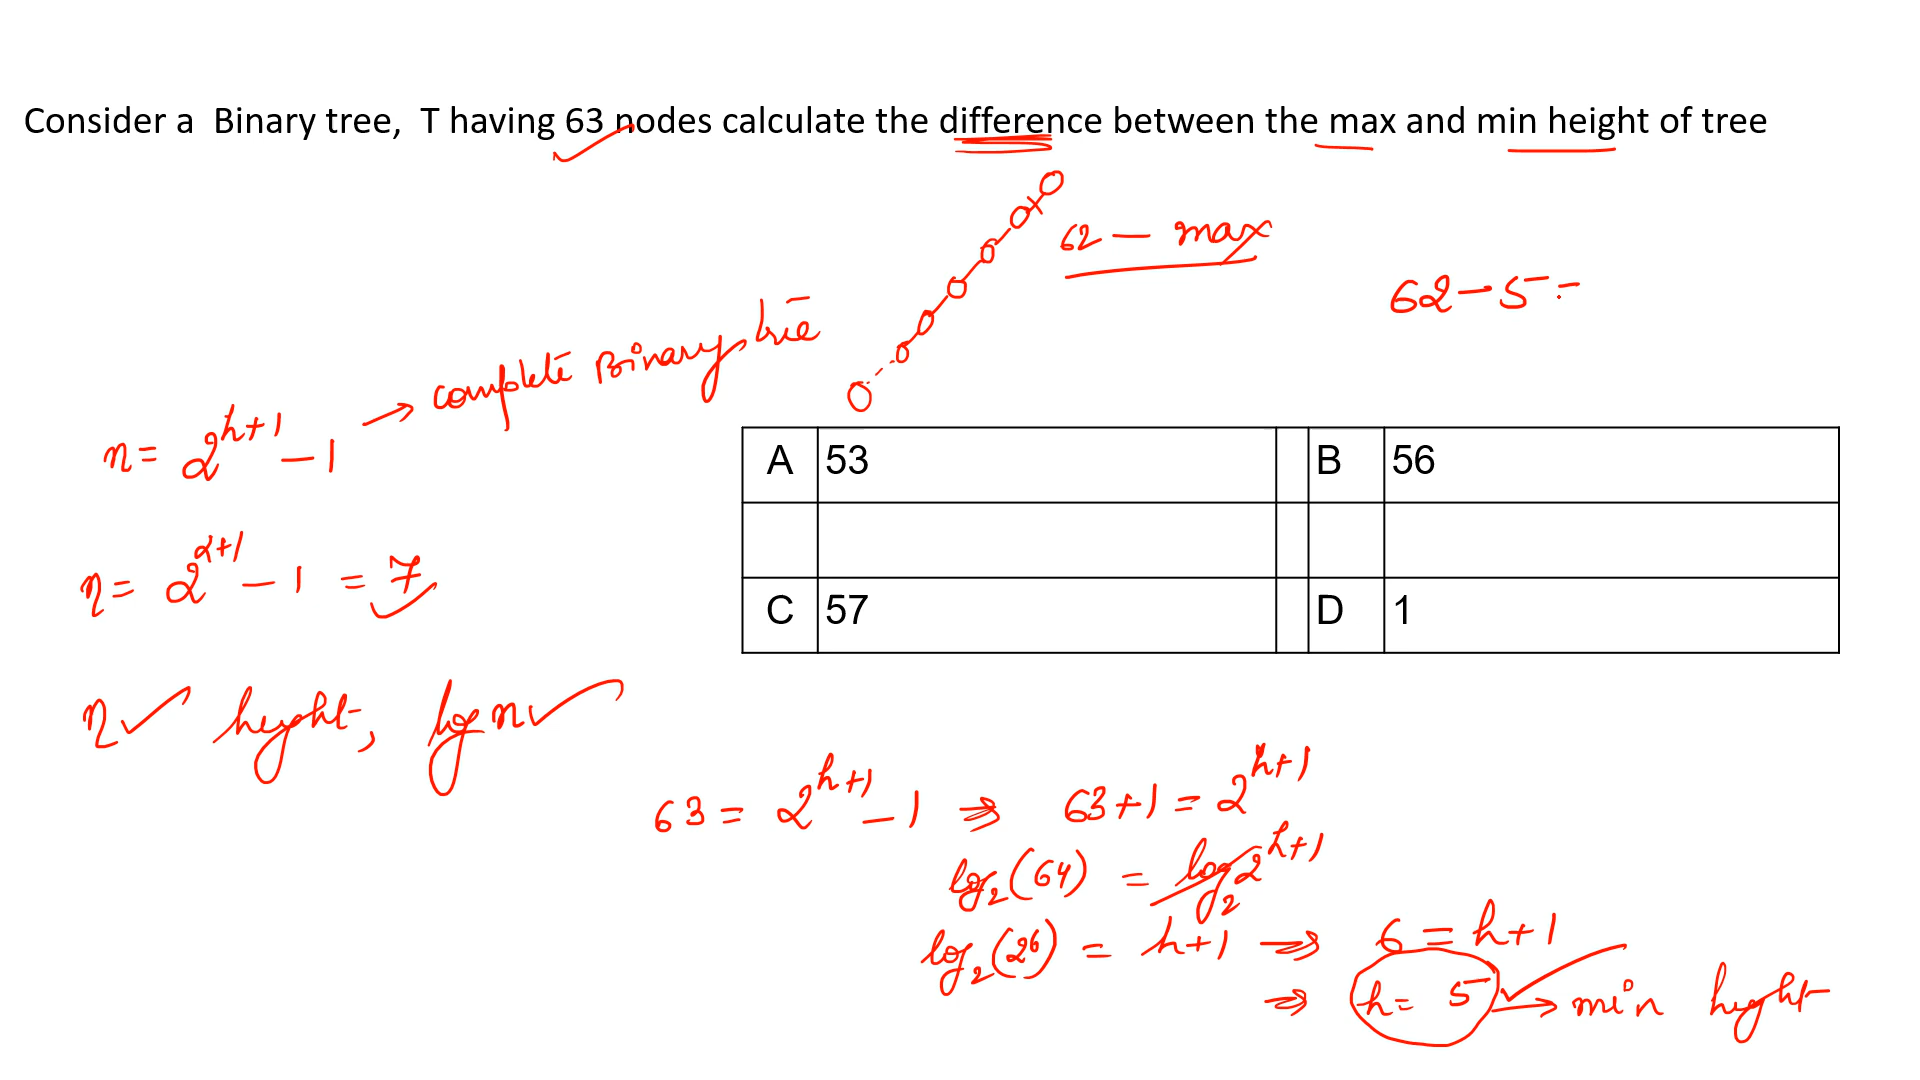 Consider a Binary tree, T having 63 nodes calculate the difference between the max and min height of tree
62 — max
62 - 5 =
n = 2^h+1 - 1 → complete Binary tree
A 53 B 56
n = 2^2+1 - 1 = 7
C 57 D 1
n height, log n
63 = 2^h+1 - 1 ⇒ 63+1 = 2^h+1
log2(64) = log2 2^h+1
log2(2^6) = h+1 ⇒ 6 = h+1
⇒ h = 5 → min hight